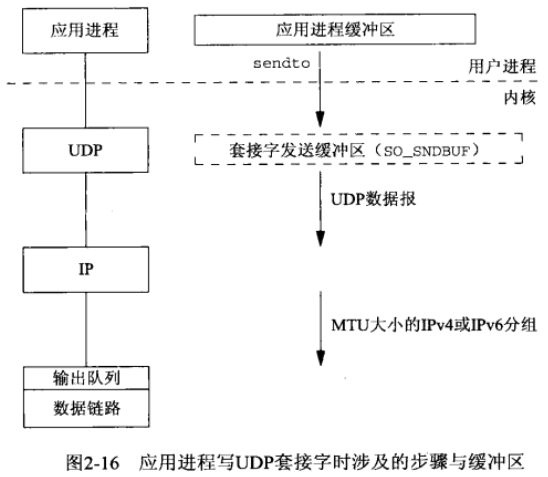 应用进程
应用进程缓冲区
sendto
用户进程
内核
UDP
套接字发送缓冲区（SO_SNDBUF）
UDP数据报
IP
MTU大小的IPv4或IPv6分组
输出队列
数据链路
图2-16 应用进程写UDP套接字时涉及的步骤与缓冲区